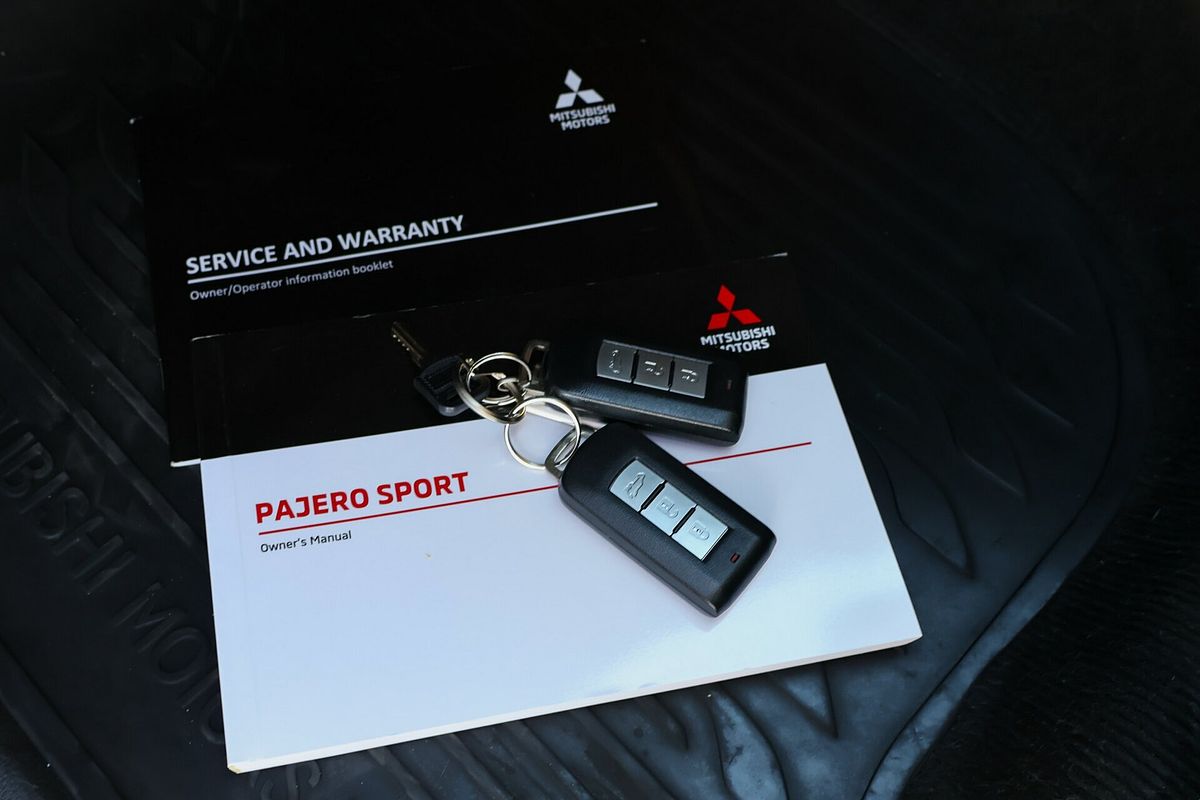 MITSUBISHI
MOTORS
SERVICE AND WARRANTY
Owner/Operator information booklet
MITSUBISHI
MOTORS
PAJERO SPORT
Owner's Manual